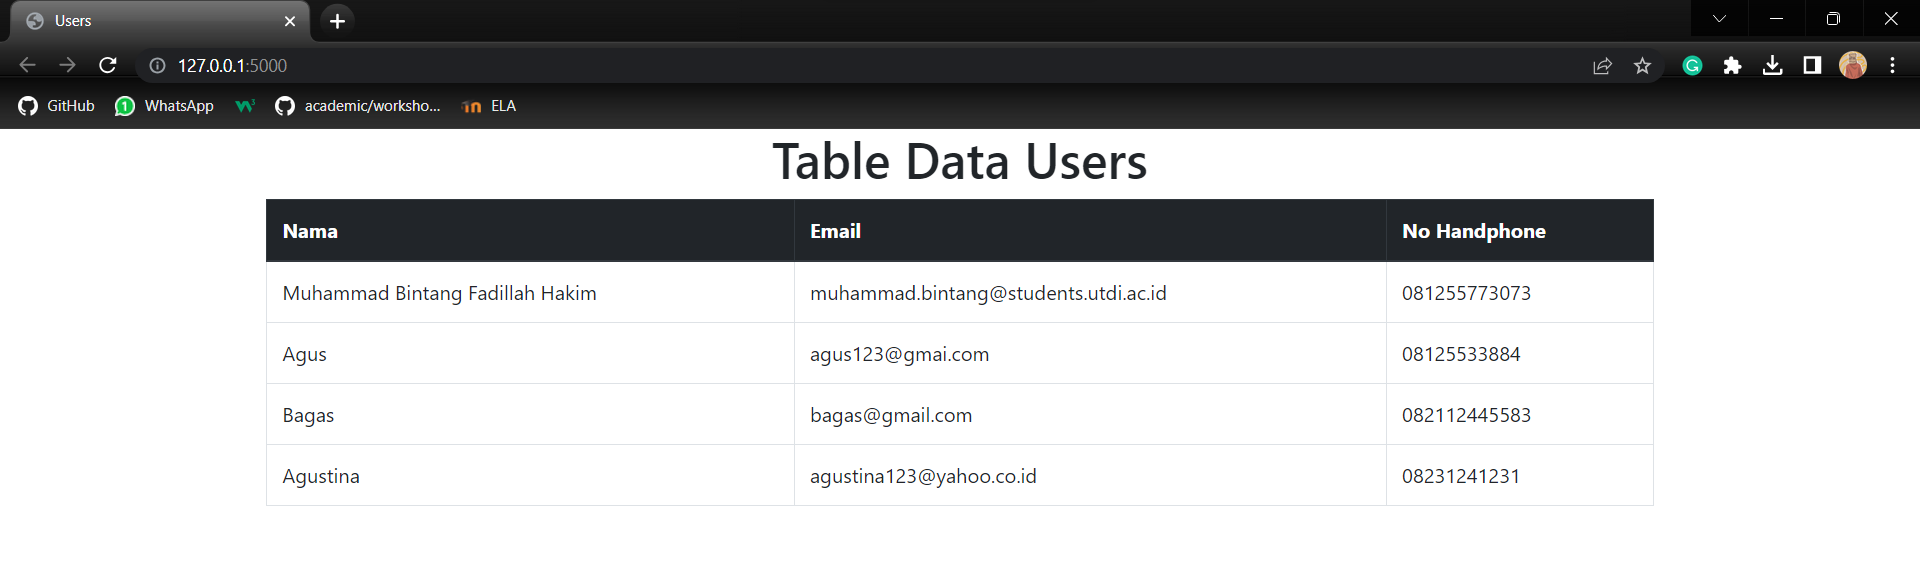 Users
127.0.0.1:5000
GitHub WhatsApp academic/worksho... ELA
Table Data Users
Nama Email No Handphone
Muhammad Bintang Fadillah Hakim muhammad.bintang@students.utdi.ac.id 081255773073
Agus agus123@gmai.com 08125533884
Bagas bagas@gmail.com 082112445583
Agustina agustina123@yahoo.co.id 08231241231